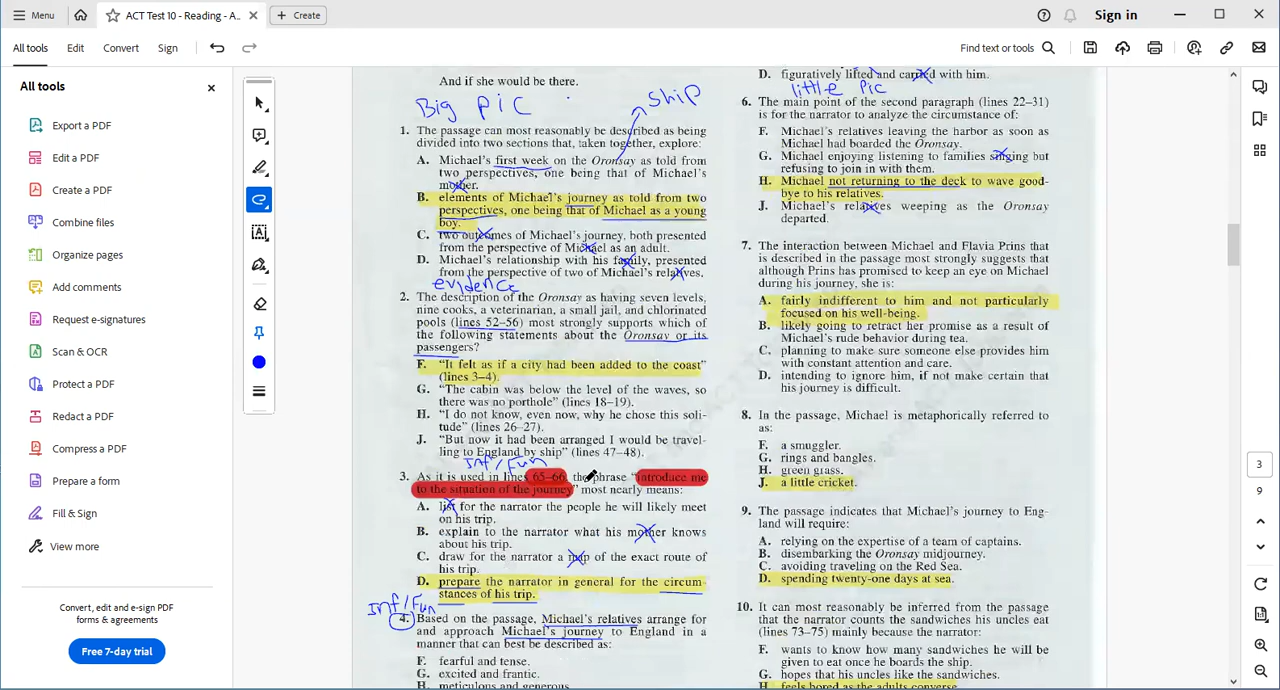 Menu
ACT Test 10 - Reading - A..
Create
Sign in
All tools
Edit
Convert
Sign
Find text or tools
All tools
Export a PDF
Edit a PDF
Create a PDF
Combine files
Organize pages
Add comments
Request e-signatures
Scan & OCR
Protect a PDF
Redact a PDF
Compress a PDF
Prepare a form
Fill & Sign
View more
Convert, edit and e-sign PDF
forms & agreements
Free 7-day trial
And if she would be there.
Big pic
ship
1. The passage can most reasonably be described as being
divided into two sections that, taken together, explore:
A. Michael's first week on the Oronsay as told from
two perspectives, one being that of Michael's
mother.
B. elements of Michael's journey as told from two
perspectives, one being that of Michael as a young
boy.
C. two outcomes of Michael's journey, both presented
from the perspective of Michael as an adult.
D. Michael's relationship with his family, presented
from the perspective of two of Michael's relatives.
evidence
2. The description of the Oronsay as having seven levels,
nine cooks, a veterinarian, a small jail, and chlorinated
pools (lines 52–56) most strongly supports which of
the following statements about the Oronsay or its
passengers?
F. "It felt as if a city had been added to the coast"
(lines 3–4).
G. "The cabin was below the level of the waves, so
there was no porthole" (lines 18–19).
H. "I do not know, even now, why he chose this soli-
tude" (lines 26–27).
J. "But now it had been arranged I would be travel-
ling to England by ship" (lines 47–48).
Inf/Fun
3. As it is used in lines 65–66, the phrase "introduce me
to the situation of the journey" most nearly means:
A. list for the narrator the people he will likely meet
on his trip.
B. explain to the narrator what his mother knows
about his trip.
C. draw for the narrator a map of the exact route of
his trip.
D. prepare the narrator in general for the circum-
stances of his trip.
Inf/Fun
4. Based on the passage, Michael's relatives arrange for
and approach Michael's journey to England in a
manner that can best be described as:
F. fearful and tense.
G. excited and frantic.
H. meticulous and generous.
D. figuratively lifted and carried with him.
little pic
6. The main point of the second paragraph (lines 22–31)
is for the narrator to analyze the circumstance of:
F. Michael's relatives leaving the harbor as soon as
Michael had boarded the Oronsay.
G. Michael enjoying listening to families singing but
refusing to join in with them.
H. Michael not returning to the deck to wave good-
bye to his relatives.
J. Michael's relatives weeping as the Oronsay
departed.
7. The interaction between Michael and Flavia Prins that
is described in the passage most strongly suggests that
although Prins has promised to keep an eye on Michael
during his journey, she is:
A. fairly indifferent to him and not particularly
focused on his well-being.
B. likely going to retract her promise as a result of
Michael's rude behavior during tea.
C. planning to make sure someone else provides him
with constant attention and care.
D. intending to ignore him, if not make certain that
his journey is difficult.
8. In the passage, Michael is metaphorically referred to
as:
F. a smuggler.
G. rings and bangles.
H. green grass.
J. a little cricket.
9. The passage indicates that Michael's journey to Eng-
land will require:
A. relying on the expertise of a team of captains.
B. disembarking the Oronsay midjourney.
C. avoiding traveling on the Red Sea.
D. spending twenty-one days at sea.
10. It can most reasonably be inferred from the passage
that the narrator counts the sandwiches his uncles eat
(lines 73–75) mainly because the narrator:
F. wants to know how many sandwiches he will be
given to eat once he boards the ship.
G. hopes that his uncles like the sandwiches.
H. feels bored as the adults converse.
3
9